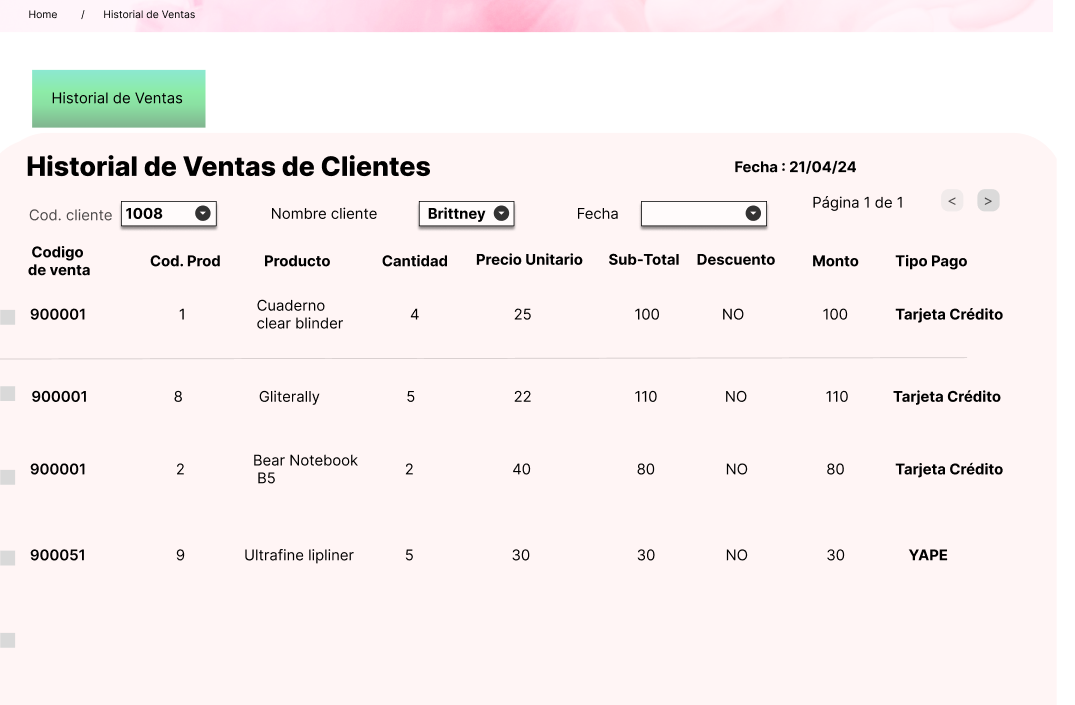 Home / Historial de Ventas
Historial de Ventas
Historial de Ventas de Clientes
Fecha : 21/04/24
Cod. cliente 1008 Nombre cliente Brittney Fecha Página 1 de 1 < >
Codigo
de venta Cod. Prod Producto Cantidad Precio Unitario Sub-Total Descuento Monto Tipo Pago
900001 1 Cuaderno
clear blinder 4 25 100 NO 100 Tarjeta Crédito
900001 8 Gliterally 5 22 110 NO 110 Tarjeta Crédito
900001 2 Bear Notebook
B5 2 40 80 NO 80 Tarjeta Crédito
900051 9 Ultrafine lipliner 5 30 30 NO 30 YAPE